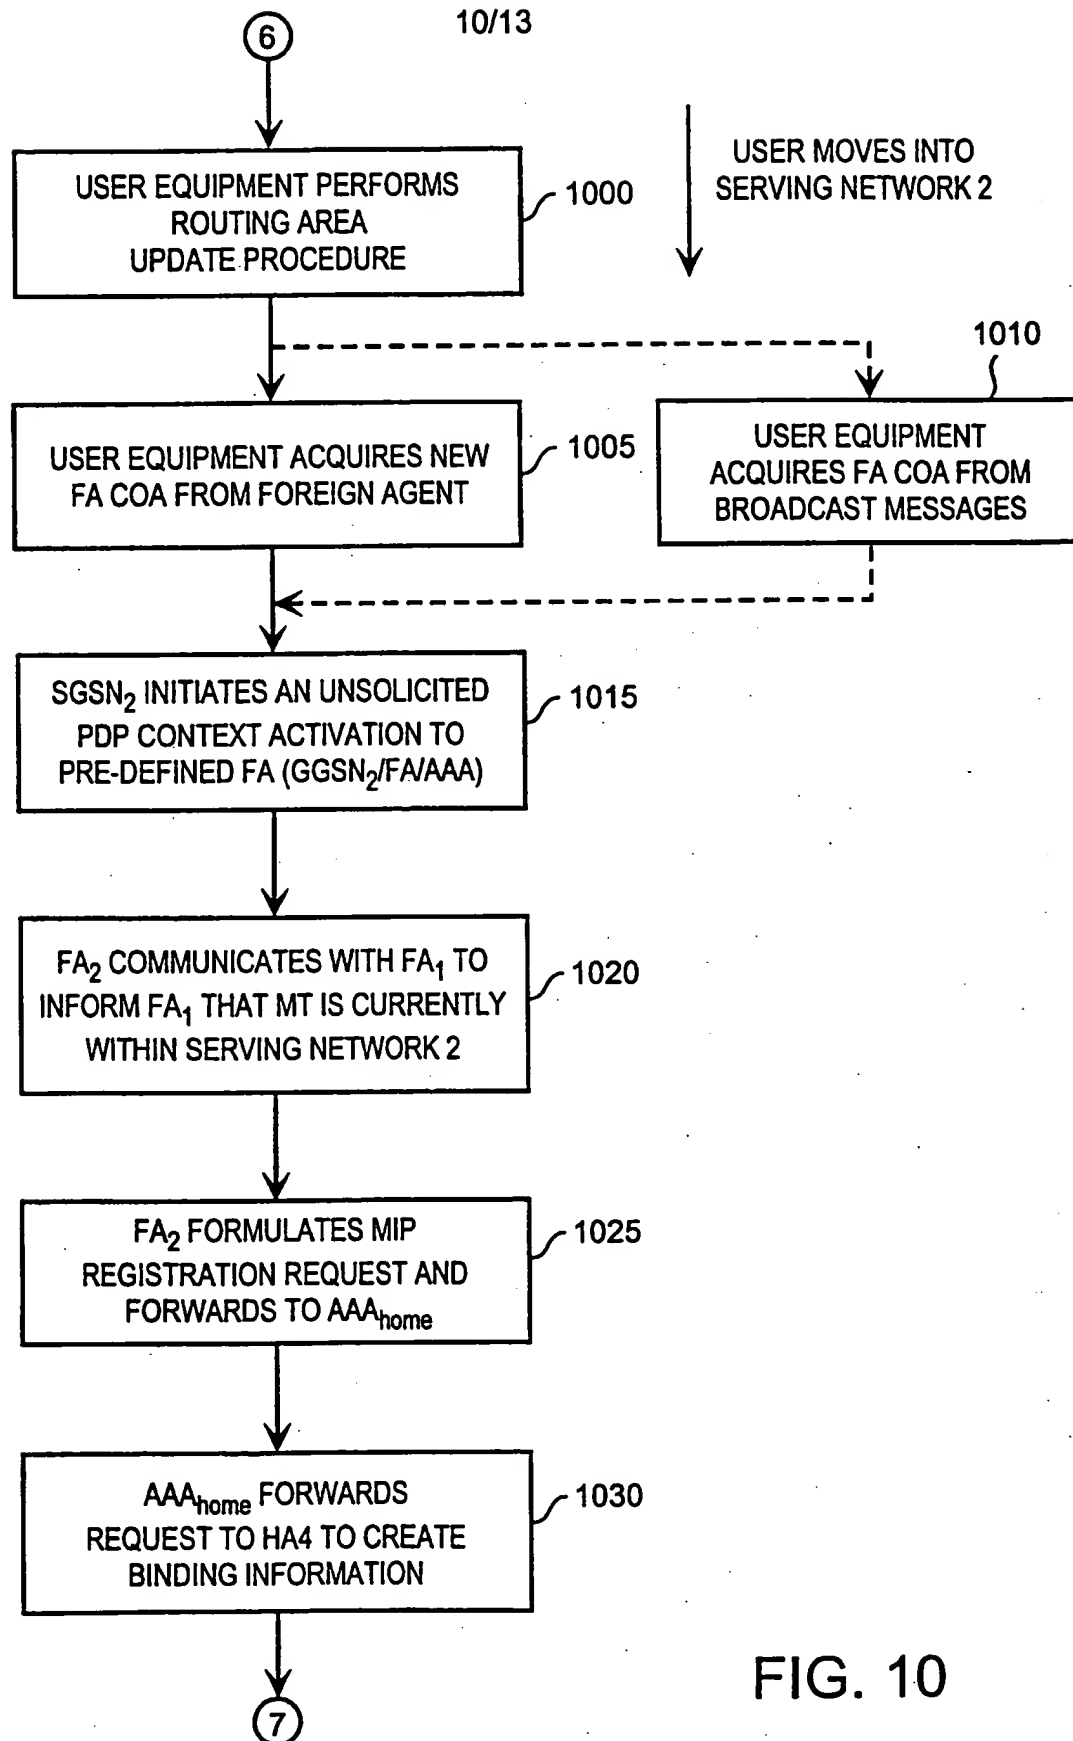 10/13
6
USER MOVES INTO
SERVING NETWORK 2
USER EQUIPMENT PERFORMS
ROUTING AREA
UPDATE PROCEDURE
1000
1010
USER EQUIPMENT ACQUIRES NEW
FA COA FROM FOREIGN AGENT
1005
USER EQUIPMENT
ACQUIRES FA COA FROM
BROADCAST MESSAGES
SGSN2 INITIATES AN UNSOLICITED
PDP CONTEXT ACTIVATION TO
PRE-DEFINED FA (GGSN2/FA/AAA)
1015
FA2 COMMUNICATES WITH FA1 TO
INFORM FA1 THAT MT IS CURRENTLY
WITHIN SERVING NETWORK 2
1020
FA2 FORMULATES MIP
REGISTRATION REQUEST AND
FORWARDS TO AAAhome
1025
AAAhome FORWARDS
REQUEST TO HA4 TO CREATE
BINDING INFORMATION
1030
7
FIG. 10